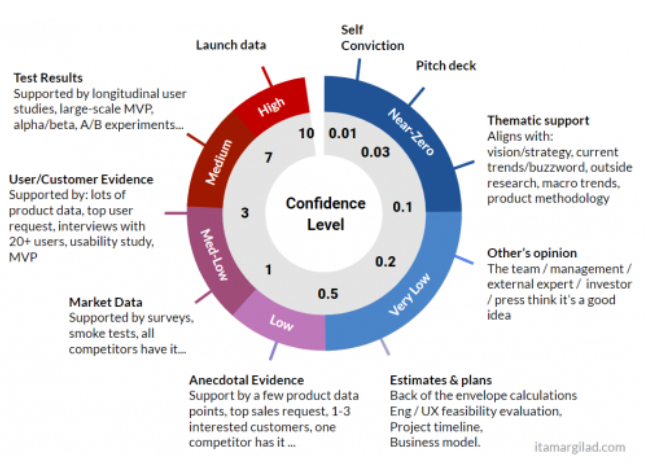 Self
Conviction
Launch data
Pitch deck
Test Results
Supported by longitudinal user
studies, large-scale MVP,
alpha/beta, A/B experiments...
User/Customer Evidence
Supported by: lots of
product data, top user
request, interviews with
20+ users, usability study,
MVP
Market Data
Supported by surveys,
smoke tests, all
competitors have it...
Anecdotal Evidence
Support by a few product data
points, top sales request, 1-3
interested customers, one
competitor has it ...
Estimates & plans
Back of the envelope calculations
Eng / UX feasibility evaluation,
Project timeline,
Business model.
Other's opinion
The team / management /
external expert / investor
/ press think it's a good
idea
Thematic support
Aligns with:
vision/strategy, current
trends/buzzword, outside
research, macro trends,
product methodology
High
Medium
Med-Low
Low
Very Low
Near-Zero
10
0.01
0.03
0.1
0.2
0.5
1
3
7
Confidence
Level
itamargilad.com